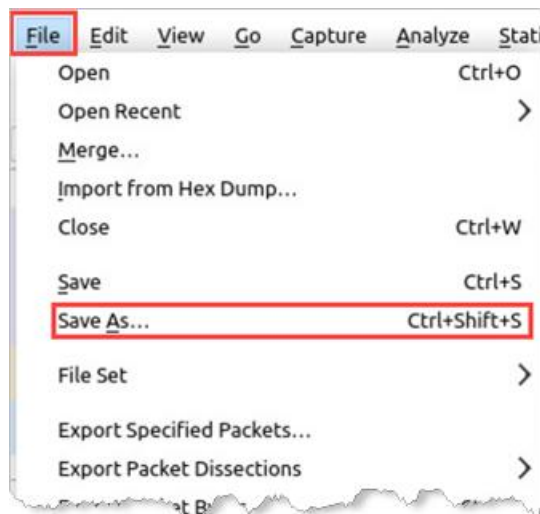 File Edit View Go Capture Analyze Stati
Open Ctrl+O
Open Recent
Merge...
Import from Hex Dump...
Close Ctrl+W
Save Ctrl+S
Save As... Ctrl+Shift+S
File Set
Export Specified Packets...
Export Packet Dissections